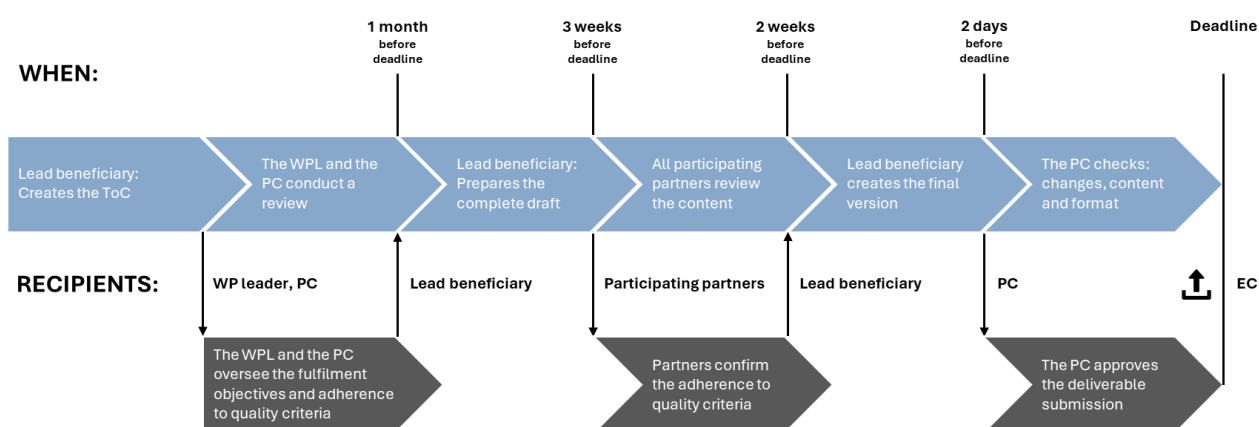 1 month
before
deadline
3 weeks
before
deadline
2 weeks
before
deadline
2 days
before
deadline
Deadline
WHEN:
Lead beneficiary:
Creates the ToC
The WPL and the
PC conduct a
review
Lead beneficiary:
Prepares the
complete draft
All participating
partners review
the content
Lead beneficiary
creates the final
version
The PC checks:
changes, content
and format
RECIPIENTS:
WP leader, PC
Lead beneficiary
Participating partners
Lead beneficiary
PC
EC
The WPL and the PC
oversee the fulfilment
objectives and adherence
to quality criteria
Partners confirm
the adherence to
quality criteria
The PC approves
the deliverable
submission